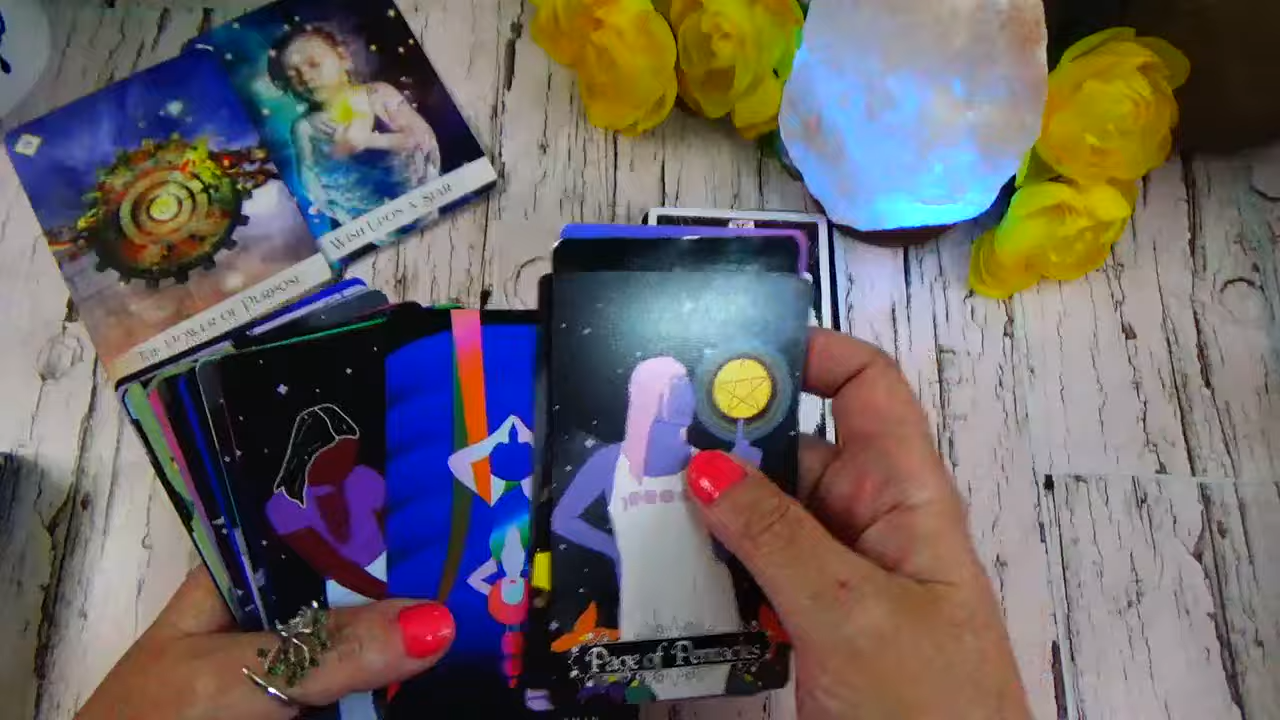 Wish Upon a Star
The Power of Purpose
Page of Pentacles